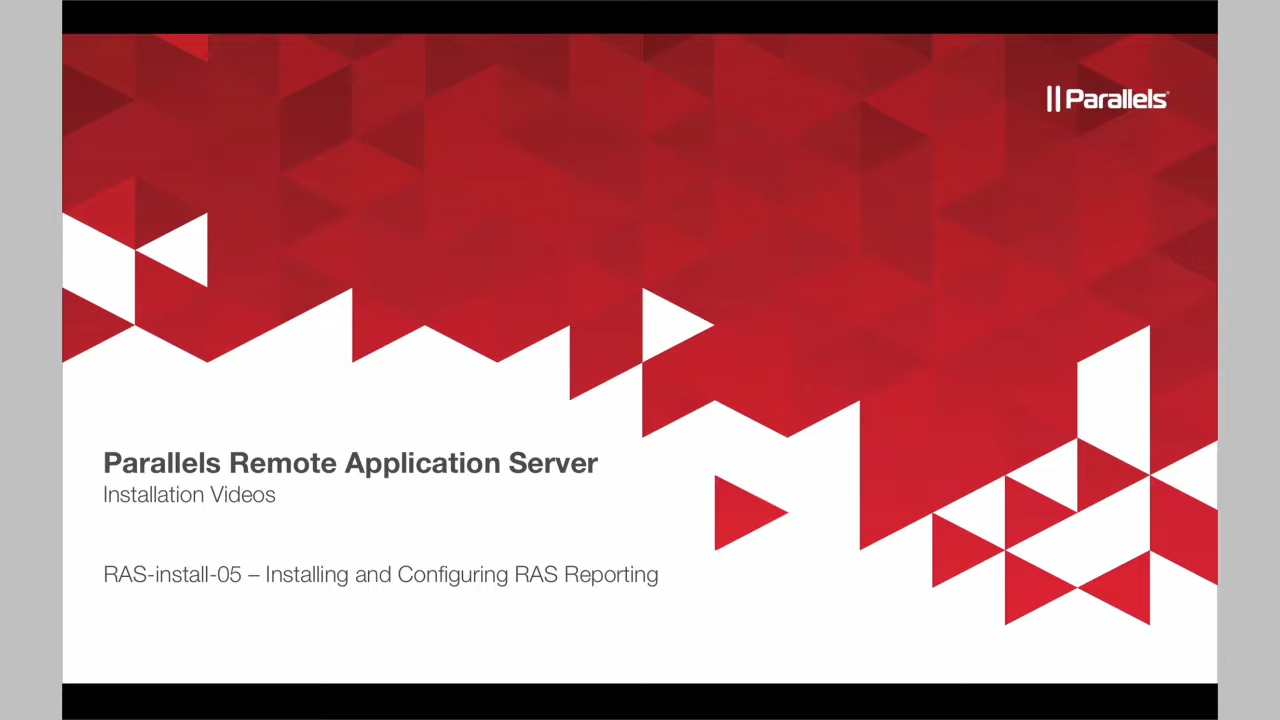 Parallels
Parallels Remote Application Server
Installation Videos
RAS-install-05 – Installing and Configuring RAS Reporting